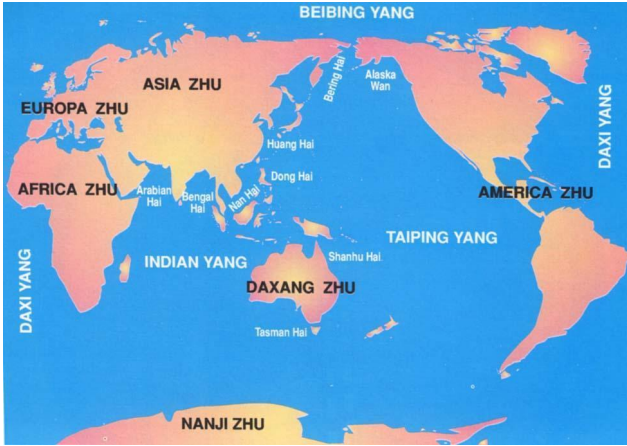 BEIBING YANG
ASIA ZHU
Bering Hai
Alaska
Wan
EUROPA ZHU
DAXI YANG
Huang Hai
AFRICA ZHU
Arabian
Hai
Bengal
Hai
Nan Hai
Dong Hai
AMERICA ZHU
TAIPING YANG
INDIAN YANG
Shanhu Hai
DAXI YANG
DAXANG ZHU
Tasman Hai
NANJI ZHU